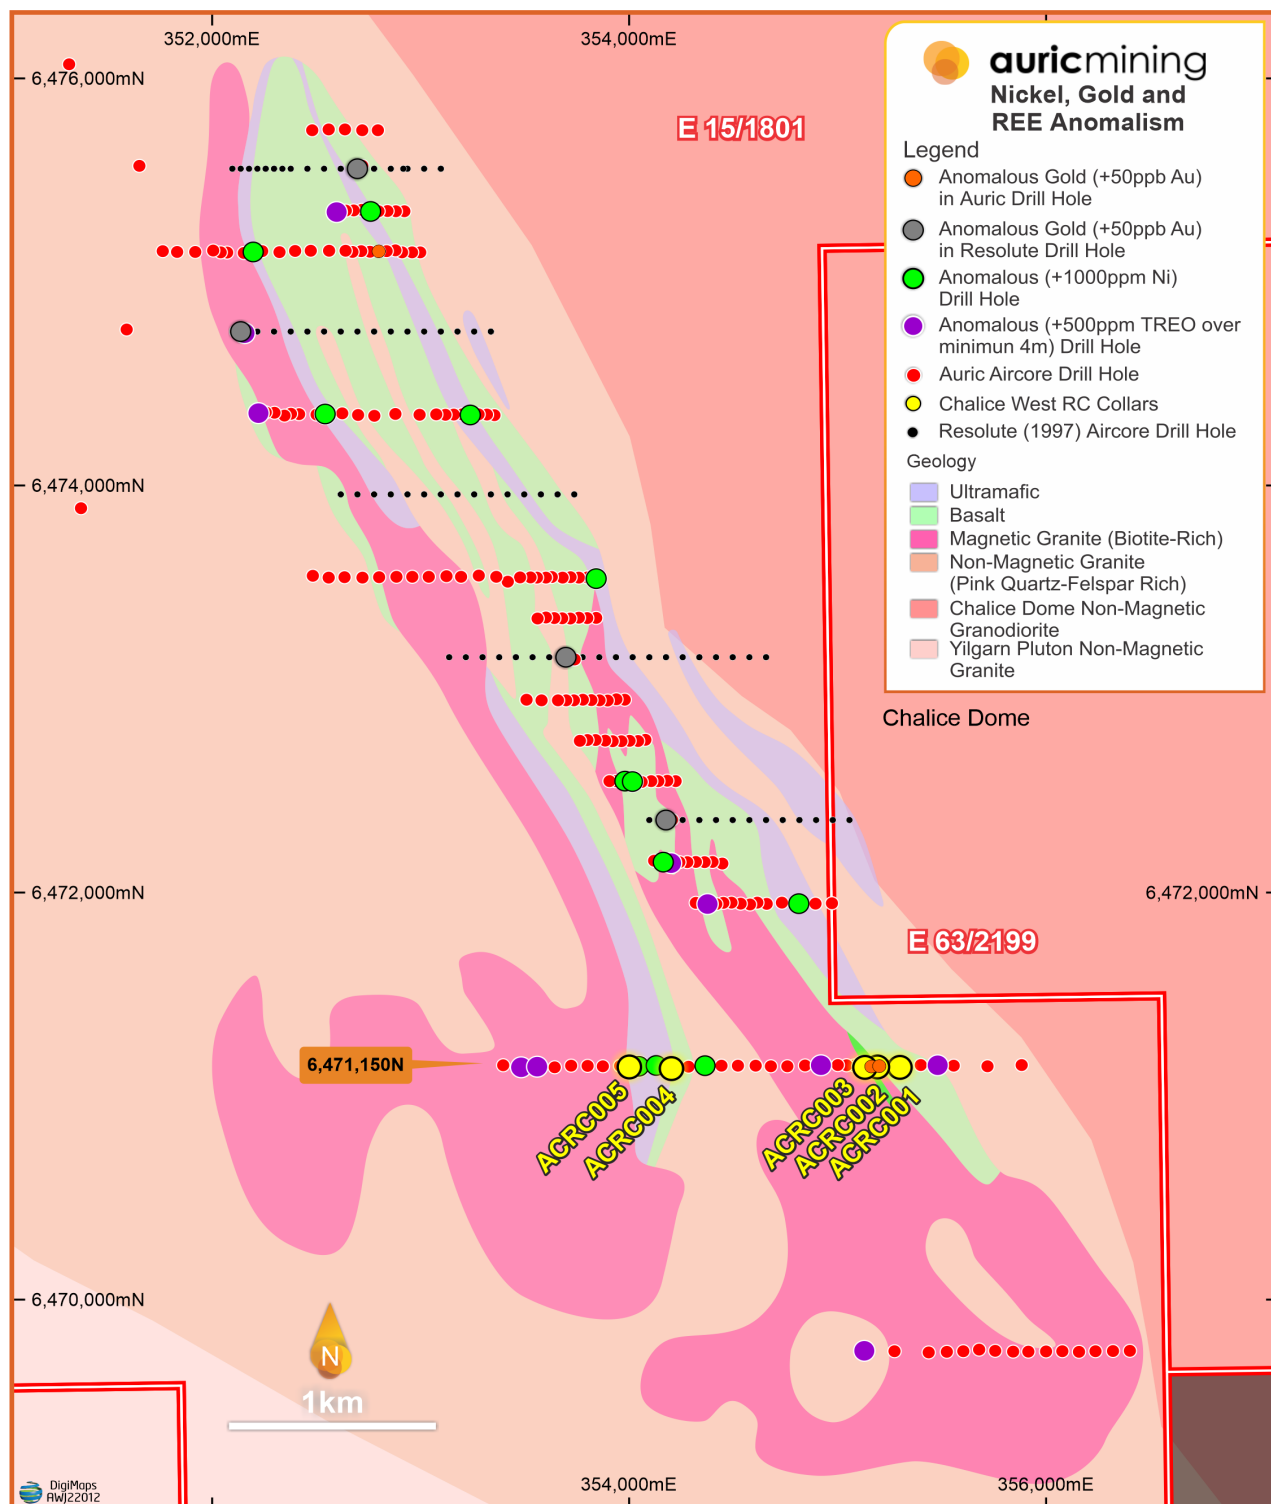 352,000mE
354,000mE
6,476,000mN
E 15/1801
auricmining
Nickel, Gold and
REE Anomalism
Legend
Anomalous Gold (+50ppb Au)
in Auric Drill Hole
Anomalous Gold (+50ppb Au)
in Resolute Drill Hole
Anomalous (+1000ppm Ni)
Drill Hole
Anomalous (+500ppm TREO over
minimun 4m) Drill Hole
Auric Aircore Drill Hole
Chalice West RC Collars
Resolute (1997) Aircore Drill Hole
Geology
Ultramafic
Basalt
Magnetic Granite (Biotite-Rich)
Non-Magnetic Granite
(Pink Quartz-Felspar Rich)
Chalice Dome Non-Magnetic
Granodiorite
Yilgarn Pluton Non-Magnetic
Granite
6,474,000mN
Chalice Dome
6,472,000mN
6,472,000mN
E 63/2199
6,471,150N
ACRC005
ACRC004
ACRC003
ACRC002
ACRC001
6,470,000mN
N
1km
354,000mE
356,000mE
DigiMaps
AWJ22012